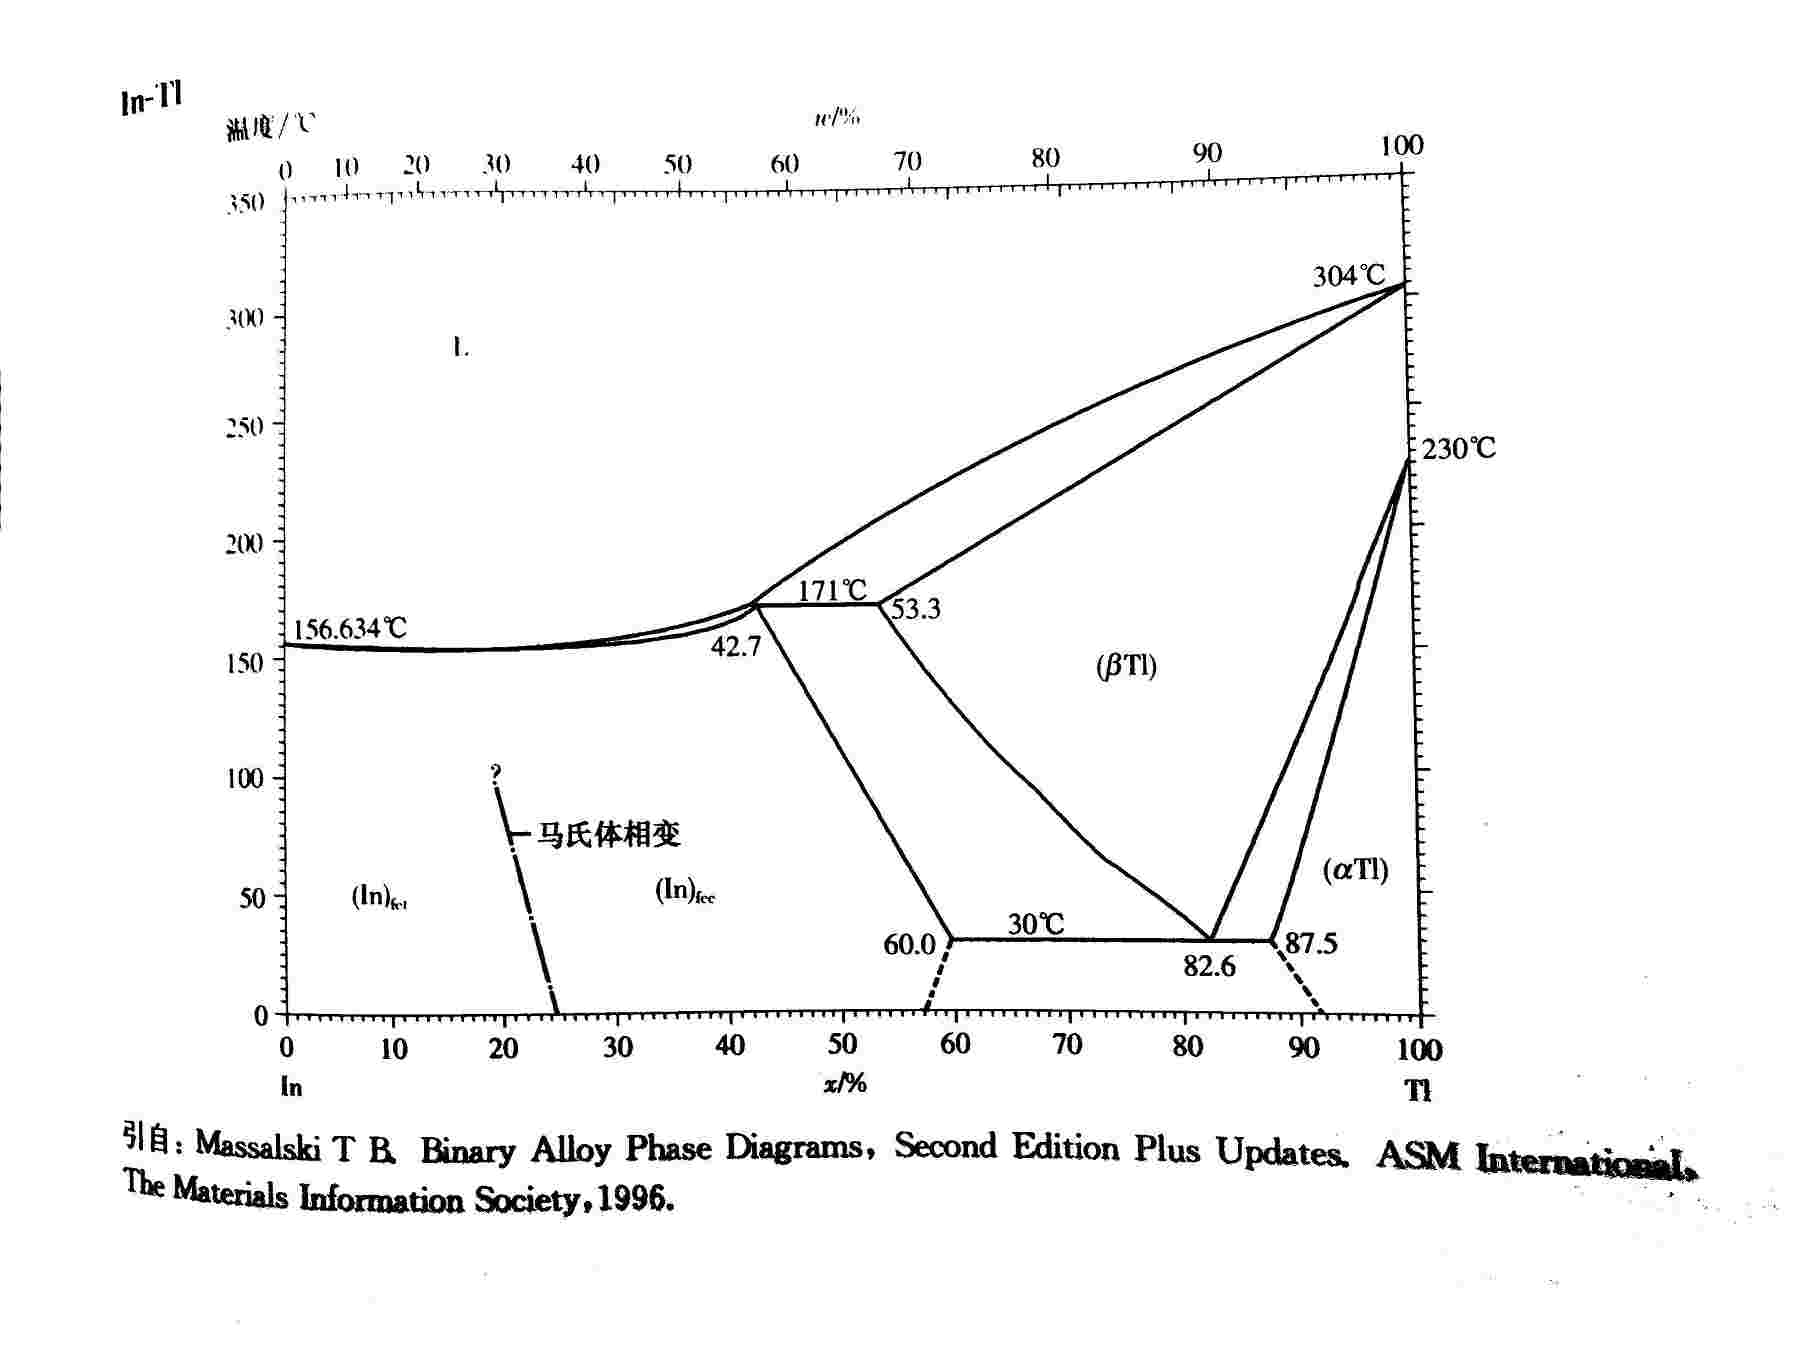 In-Tl
温度/℃
w/%
0 10 20 30 40 50 60 70 80 90 100
350
304℃
300
L
250
230℃
200
171℃
53.3
156.634℃
42.7
150
(βTl)
?
100
马氏体相变
(αTl)
50
(In)fct
(In)fcc
30℃
60.0
87.5
82.6
0
0 10 20 30 40 50 60 70 80 90 100
In
x/%
Tl
引自: Massalski T B. Binary Alloy Phase Diagrams, Second Edition Plus Updates. ASM International,
The Materials Information Society, 1996.